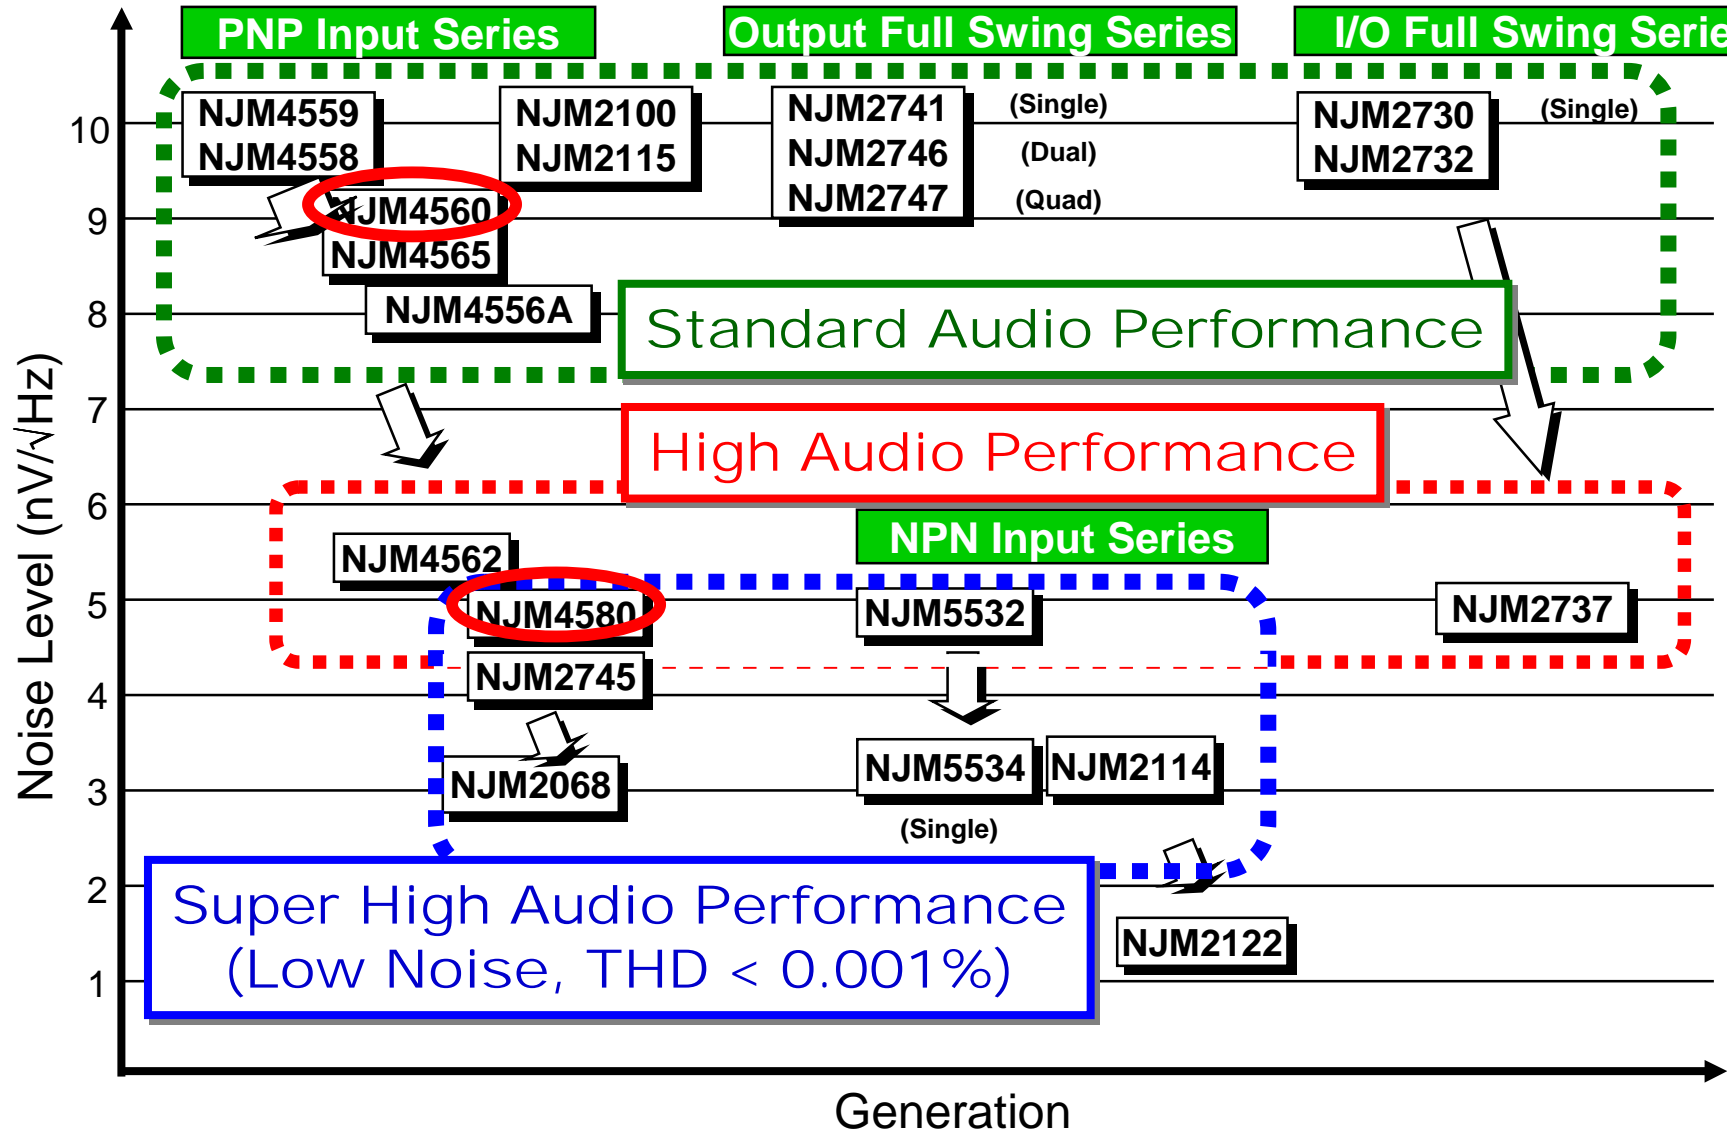 PNP Input Series
Output Full Swing Series
I/O Full Swing Serie
10
NJM4559
NJM4558
NJM2100
NJM2115
NJM2741 (Single)
NJM2746 (Dual)
NJM2747 (Quad)
NJM2730 (Single)
NJM2732
9
NJM4560
NJM4565
8
NJM4556A
Standard Audio Performance
7
High Audio Performance
6
NPN Input Series
NJM4562
5
NJM4580
NJM5532
NJM2737
NJM2745
4
NJM2068
NJM5534
NJM2114
3
(Single)
2
Super High Audio Performance
(Low Noise, THD < 0.001%)
NJM2122
1
Noise Level (nV/√Hz)
Generation